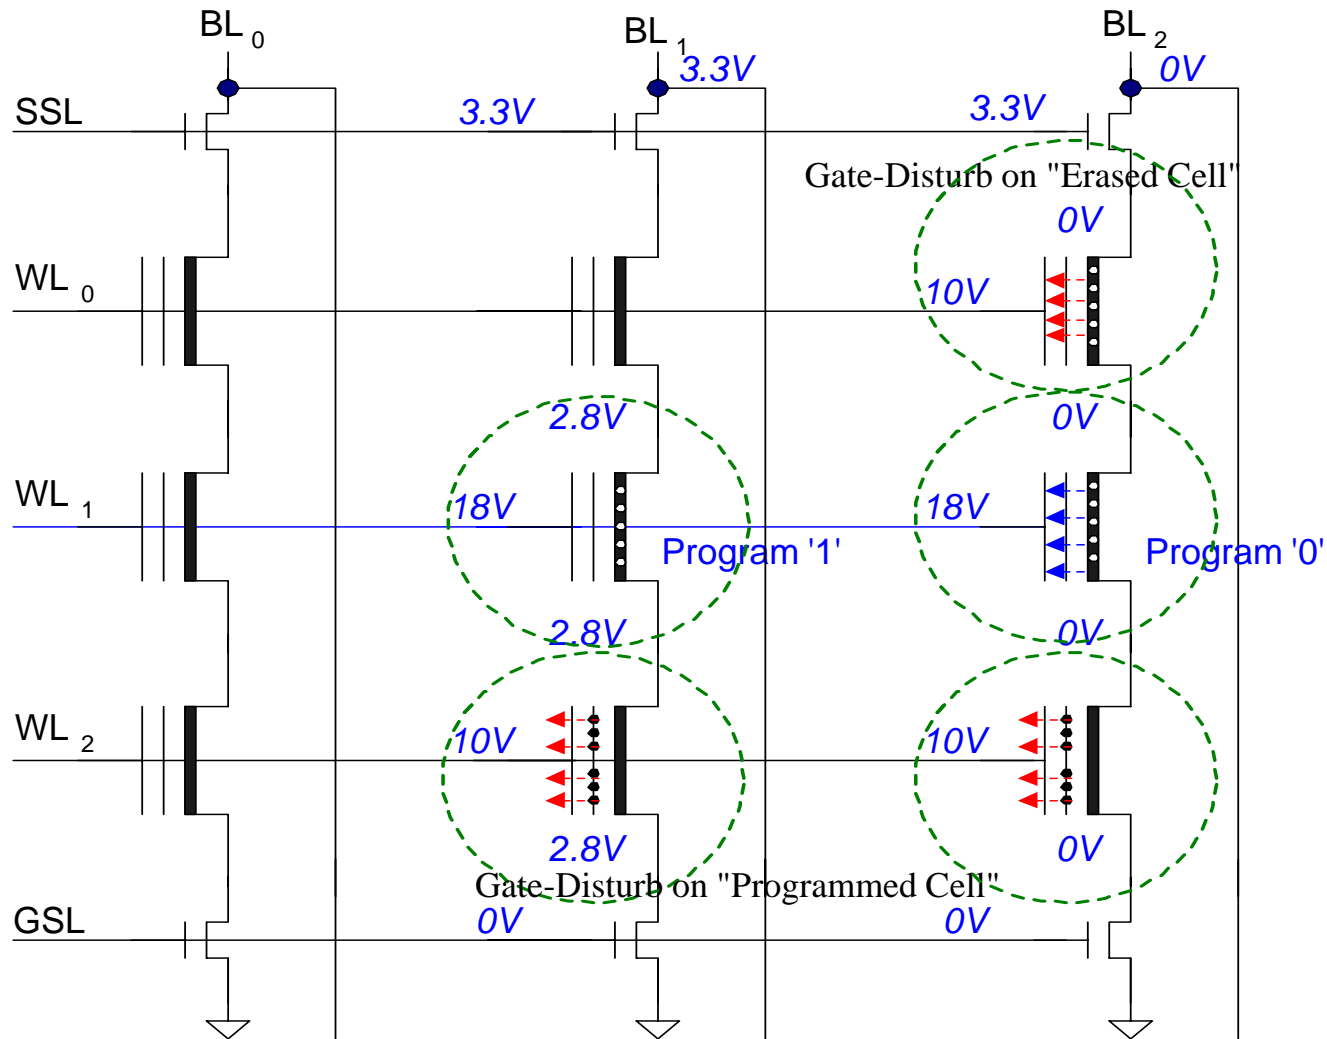 BL 0
BL 1
BL 2
3.3V
0V
SSL
3.3V
3.3V
Gate-Disturb on "Erased Cell"
0V
WL 0
10V
2.8V
0V
WL 1
18V
18V
Program '1'
Program '0'
2.8V
0V
WL 2
10V
10V
2.8V
0V
Gate-Disturb on "Programmed Cell"
GSL
0V
0V